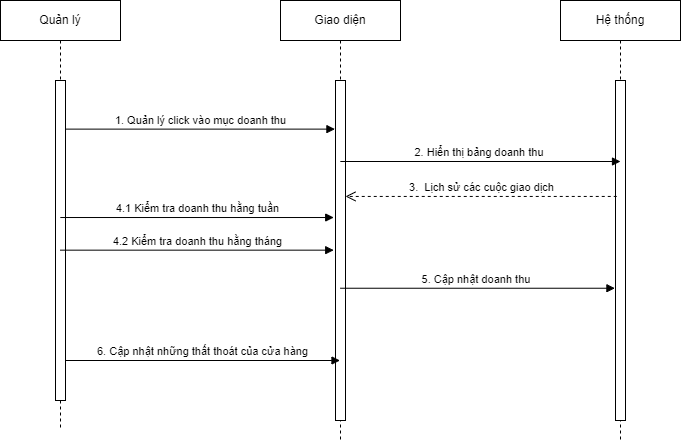 Quản lý
Giao diện
Hệ thống
1. Quản lý click vào mục doanh thu
2. Hiển thị bảng doanh thu
3. Lịch sử các cuộc giao dịch
4.1 Kiểm tra doanh thu hằng tuần
4.2 Kiểm tra doanh thu hằng tháng
5. Cập nhật doanh thu
6. Cập nhật những thất thoát của cửa hàng